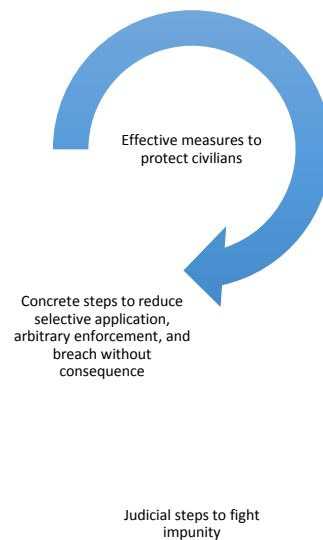 Effective measures to
protect civilians
Concrete steps to reduce
selective application,
arbitrary enforcement, and
breach without
consequence
Judicial steps to fight
impunity